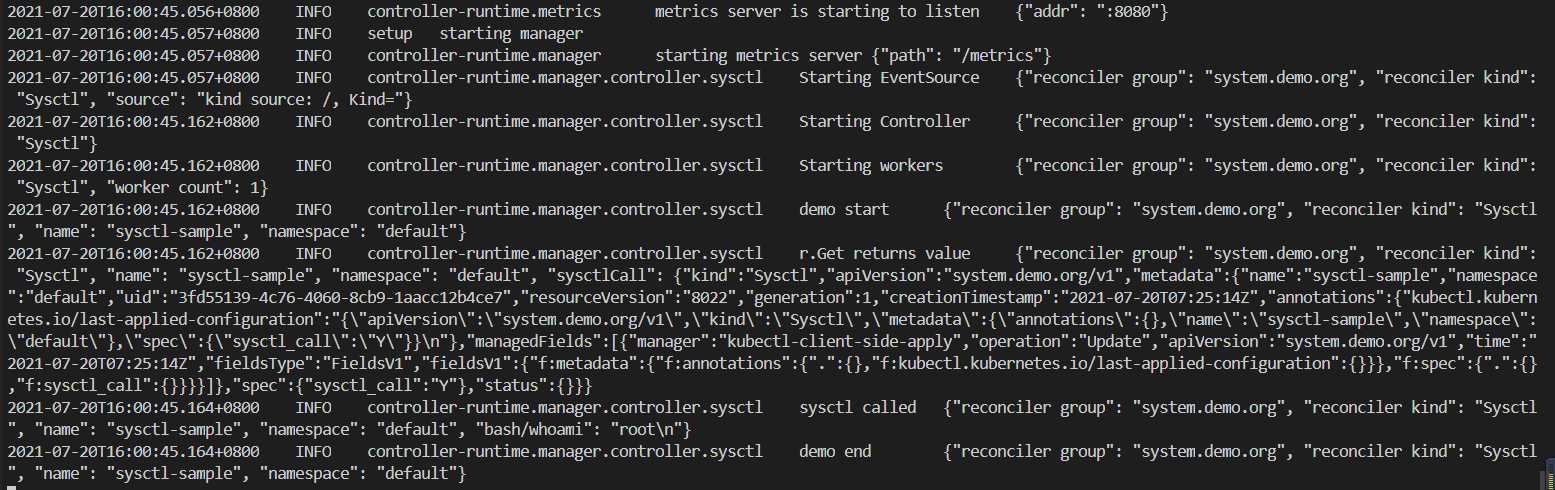 2021-07-20T16:00:45.056+0800    INFO    controller-runtime.metrics      metrics server is starting to listen    {"addr": ":8080"}
2021-07-20T16:00:45.057+0800    INFO    setup   starting manager
2021-07-20T16:00:45.057+0800    INFO    controller-runtime.manager      starting metrics server {"path": "/metrics"}
2021-07-20T16:00:45.057+0800    INFO    controller-runtime.manager.controller.sysctl    Starting EventSource    {"reconciler group": "system.demo.org", "reconciler kind":
 "Sysctl", "source": "kind source: /, Kind="}
2021-07-20T16:00:45.162+0800    INFO    controller-runtime.manager.controller.sysctl    Starting Controller     {"reconciler group": "system.demo.org", "reconciler kind":
 "Sysctl"}
2021-07-20T16:00:45.162+0800    INFO    controller-runtime.manager.controller.sysctl    Starting workers        {"reconciler group": "system.demo.org", "reconciler kind":
 "Sysctl", "worker count": 1}
2021-07-20T16:00:45.162+0800    INFO    controller-runtime.manager.controller.sysctl    demo start      {"reconciler group": "system.demo.org", "reconciler kind": "Sysctl
", "name": "sysctl-sample", "namespace": "default"}
2021-07-20T16:00:45.162+0800    INFO    controller-runtime.manager.controller.sysctl    r.Get returns value     {"reconciler group": "system.demo.org", "reconciler kind":
 "Sysctl", "name": "sysctl-sample", "namespace": "default", "sysctlCall": {"kind":"Sysctl","apiVersion":"system.demo.org/v1","metadata":{"name":"sysctl-sample","namespace
":"default","uid":"3fd55139-4c76-4060-8cb9-1aacc12b4ce7","resourceVersion":"8022","generation":1,"creationTimestamp":"2021-07-20T07:25:14Z","annotations":{"kubectl.kubern
etes.io/last-applied-configuration":"{\"apiVersion\":\"system.demo.org/v1\",\"kind\":\"Sysctl\",\"metadata\":{\"annotations\":{},\"name\":\"sysctl-sample\",\"namespace\":
\"default\"},\"spec\":{\"sysctl_call\":\"Y\"}}\n"},"managedFields":[{"manager":"kubectl-client-side-apply","operation":"Update","apiVersion":"system.demo.org/v1","time":"
2021-07-20T07:25:14Z","fieldsType":"FieldsV1","fieldsV1":{"f:metadata":{"f:annotations":{".":{},"f:kubectl.kubernetes.io/last-applied-configuration":{}}},"f:spec":{".":{}
,"f:sysctl_call":{}}}}]},"spec":{"sysctl_call":"Y"},"status":{}}}
2021-07-20T16:00:45.164+0800    INFO    controller-runtime.manager.controller.sysctl    sysctl called   {"reconciler group": "system.demo.org", "reconciler kind": "Sysctl
", "name": "sysctl-sample", "namespace": "default", "bash/whoami": "root\n"}
2021-07-20T16:00:45.164+0800    INFO    controller-runtime.manager.controller.sysctl    demo end        {"reconciler group": "system.demo.org", "reconciler kind": "Sysctl
", "name": "sysctl-sample", "namespace": "default"}